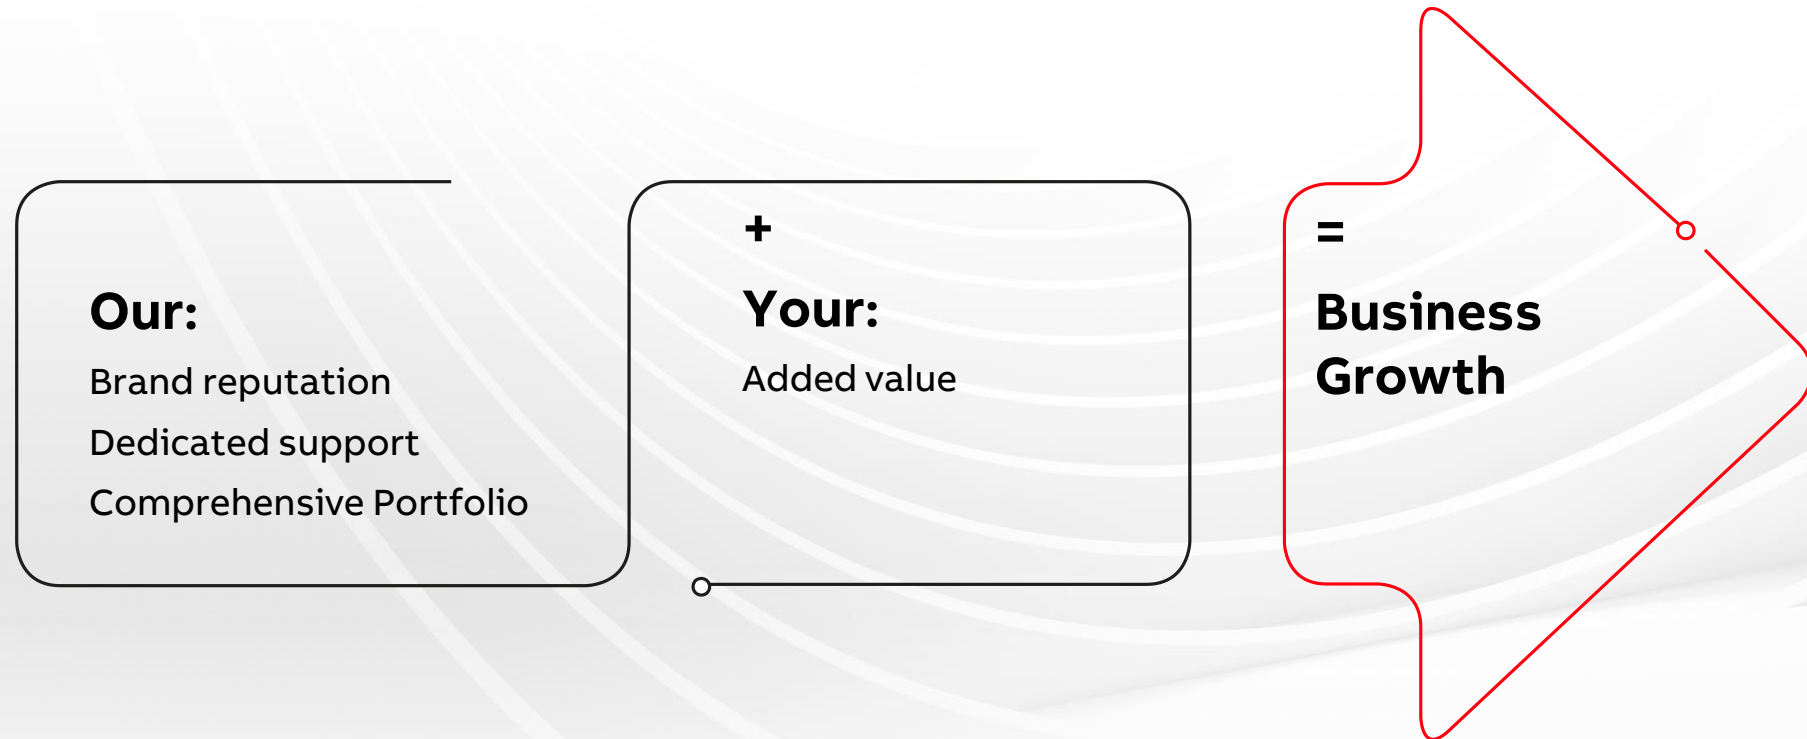 Our:
Brand reputation
Dedicated support
Comprehensive Portfolio
+
Your:
Added value
=
Business
Growth